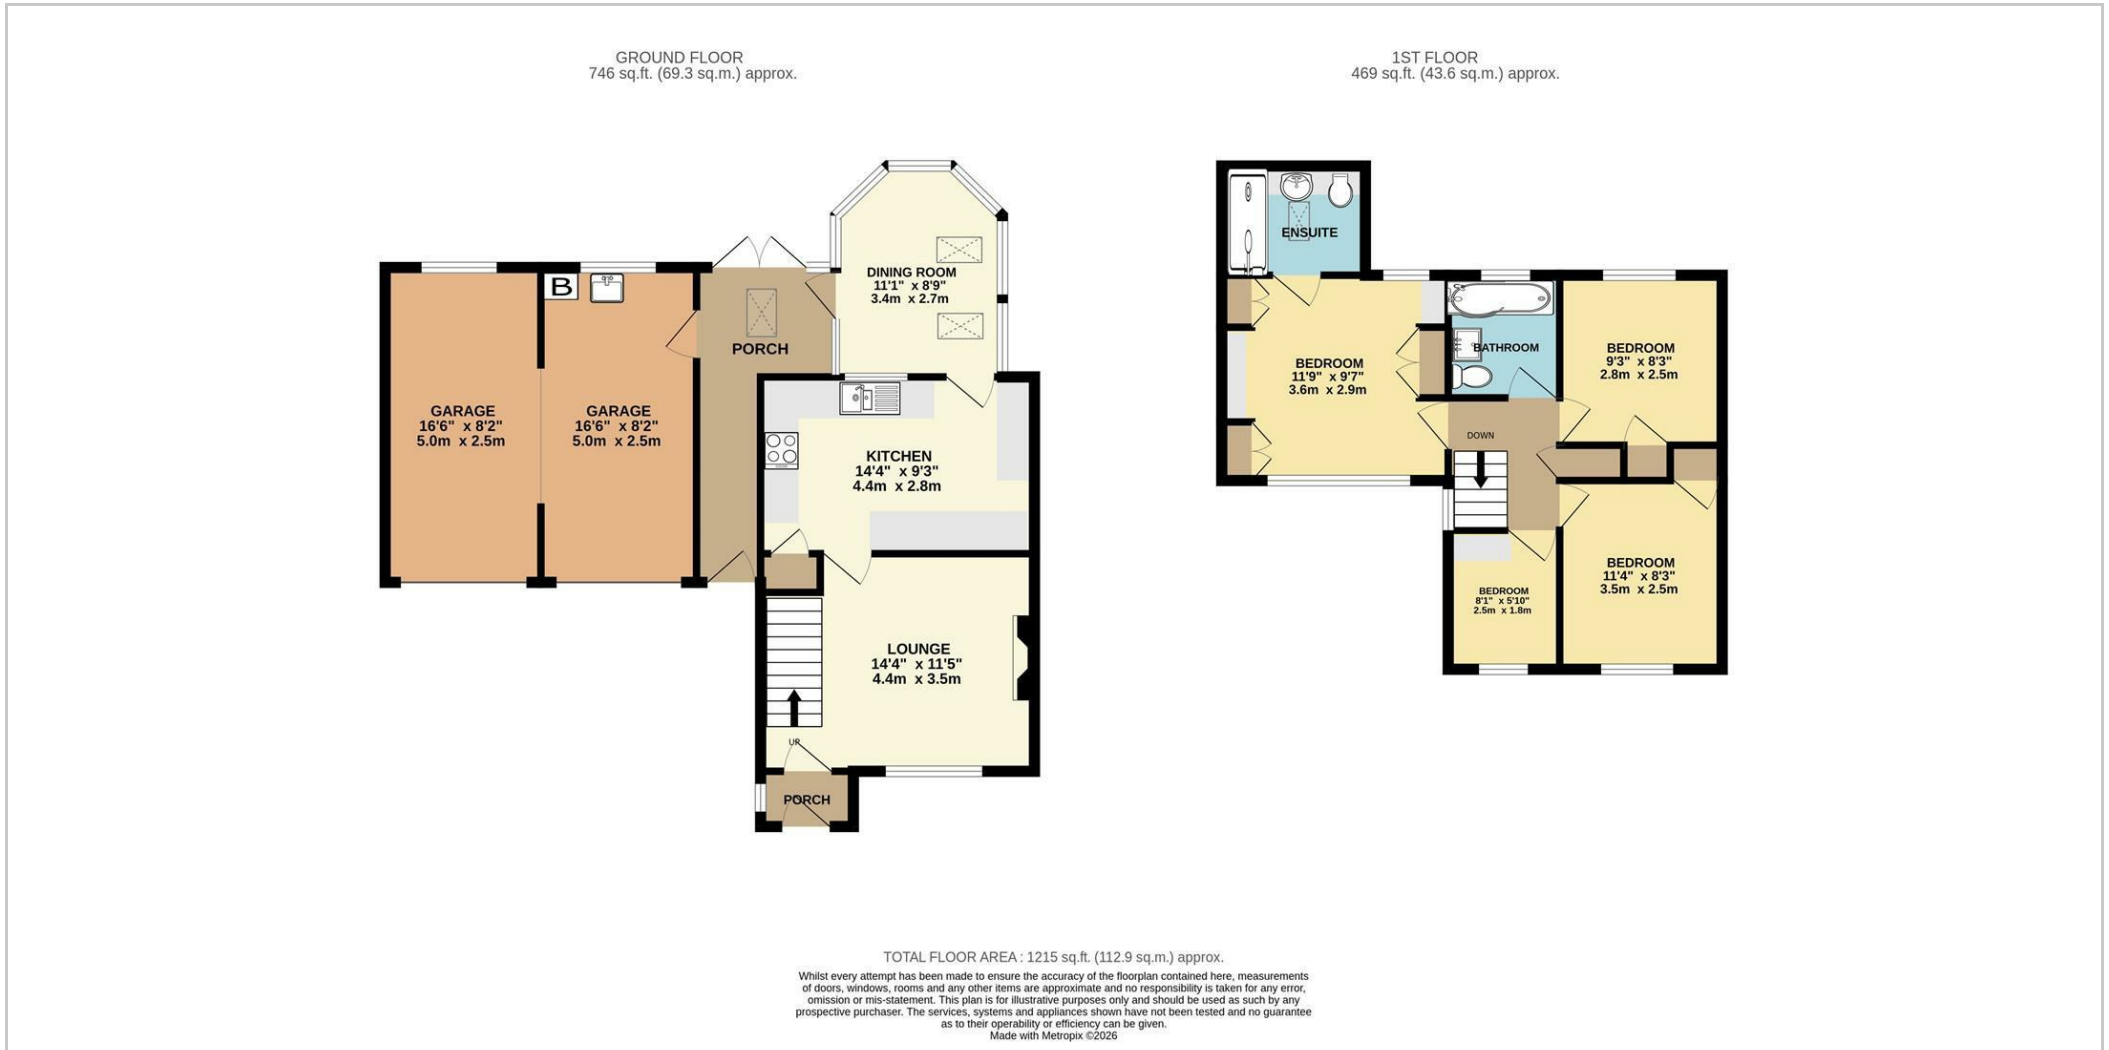 GROUND FLOOR
746 sq.ft. (69.3 sq.m.) approx.
1ST FLOOR
469 sq.ft. (43.6 sq.m.) approx.
DINING ROOM
11'1" x 8'9"
3.4m x 2.7m
B
PORCH
GARAGE
16'6" x 8'2"
5.0m x 2.5m
GARAGE
16'6" x 8'2"
5.0m x 2.5m
KITCHEN
14'4" x 9'3"
4.4m x 2.8m
LOUNGE
14'4" x 11'5"
4.4m x 3.5m
UP
PORCH
ENSUITE
BEDROOM
11'9" x 9'7"
3.6m x 2.9m
BATHROOM
BEDROOM
9'3" x 8'3"
2.8m x 2.5m
DOWN
BEDROOM
8'1" x 5'10"
2.5m x 1.8m
BEDROOM
11'4" x 8'3"
3.5m x 2.5m
TOTAL FLOOR AREA : 1215 sq.ft. (112.9 sq.m.) approx.
Whilst every attempt has been made to ensure the accuracy of the floorplan contained here, measurements
of doors, windows, rooms and any other items are approximate and no responsibility is taken for any error,
omission or mis-statement. This plan is for illustrative purposes only and should be used as such by any
prospective purchaser. The services, systems and appliances shown have not been tested and no guarantee
as to their operability or efficiency can be given.
Made with Metropix ©2026